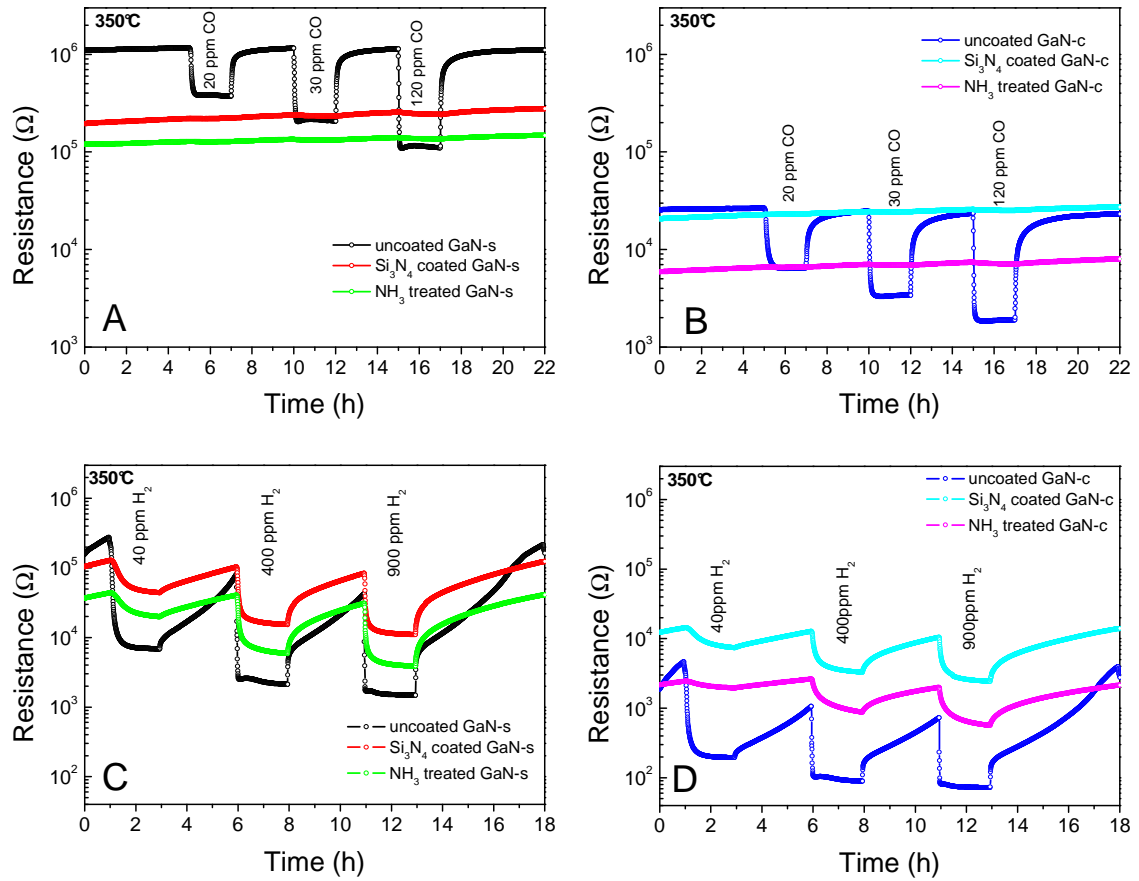 350℃
10⁶
10⁵
10⁴
10³
Resistance (Ω)
20 ppm CO
30 ppm CO
120 ppm CO
uncoated GaN-s
Si₃N₄ coated GaN-s
NH₃ treated GaN-s
A
0 2 4 6 8 10 12 14 16 18 20 22
Time (h)
350℃
10⁶
10⁵
10⁴
10³
Resistance (Ω)
uncoated GaN-c
Si₃N₄ coated GaN-c
NH₃ treated GaN-c
20 ppm CO
30 ppm CO
120 ppm CO
B
0 2 4 6 8 10 12 14 16 18 20 22
Time (h)
350℃
10⁶
10⁵
10⁴
10³
10²
Resistance (Ω)
40 ppm H₂
400 ppm H₂
900 ppm H₂
uncoated GaN-s
Si₃N₄ coated GaN-s
NH₃ treated GaN-s
C
0 2 4 6 8 10 12 14 16 18
Time (h)
350℃
10⁶
10⁵
10⁴
10³
10²
Resistance (Ω)
uncoated GaN-c
Si₃N₄ coated GaN-c
NH₃ treated GaN-c
40ppm H₂
400ppm H₂
900ppm H₂
D
0 2 4 6 8 10 12 14 16 18
Time (h)